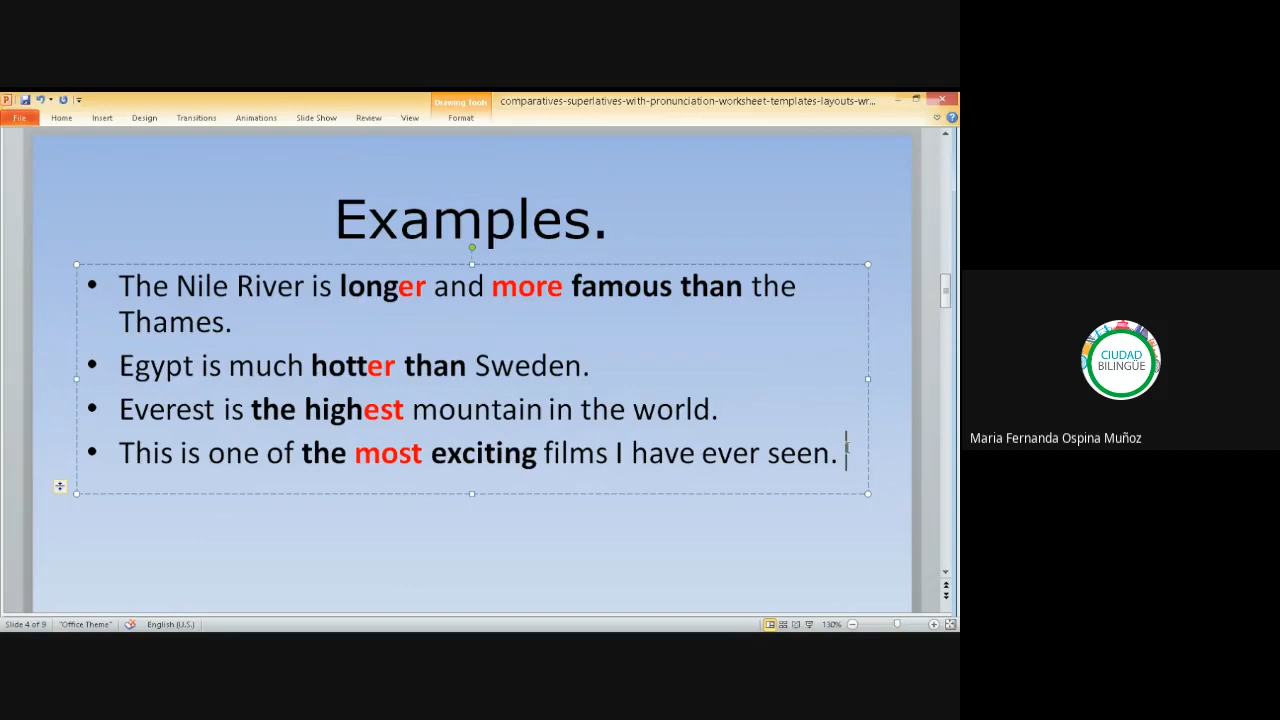 Drawing Tools
comparatives-superlatives-with-pronunciation-worksheet-templates-layouts-wr...
File Home Insert Design Transitions Animations Slide Show Review View Format
Examples.
• The Nile River is longer and more famous than the
Thames.
• Egypt is much hotter than Sweden.
• Everest is the highest mountain in the world.
• This is one of the most exciting films I have ever seen.
CIUDAD
BILINGÜE
Maria Fernanda Ospina Muñoz
Slide 4 of 9 "Office Theme" English (U.S.) 130%